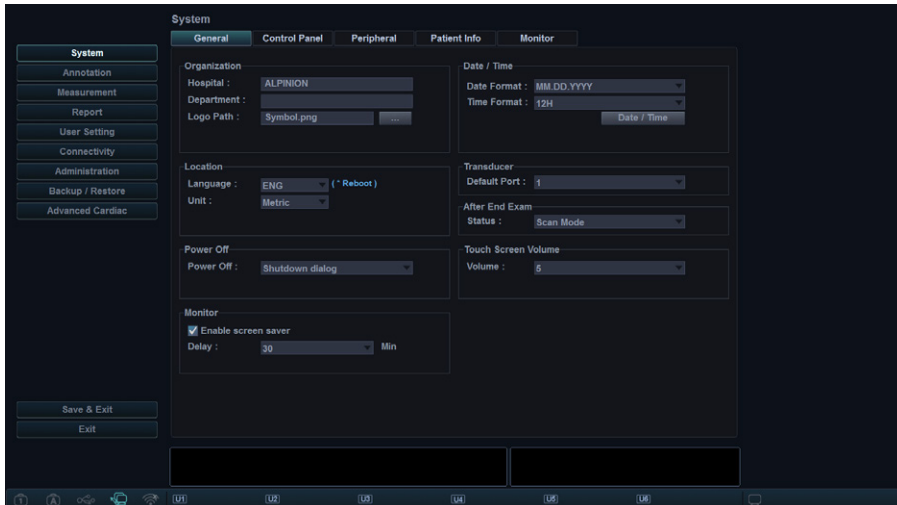 System
General Control Panel Peripheral Patient Info Monitor
System
Annotation
Measurement
Report
User Setting
Connectivity
Administration
Backup / Restore
Advanced Cardiac
Save & Exit
Exit
Organization
Hospital : ALPINION
Department :
Logo Path : Symbol.png ...
Location
Language : ENG (* Reboot )
Unit : Metric
Power Off
Power Off : Shutdown dialog
Monitor
Enable screen saver
Delay : 30 Min
Date / Time
Date Format : MM.DD.YYYY
Time Format : 12H
Date / Time
Transducer
Default Port : 1
After End Exam
Status : Scan Mode
Touch Screen Volume
Volume : 5
1 A U1 U2 U3 U4 U5 U6